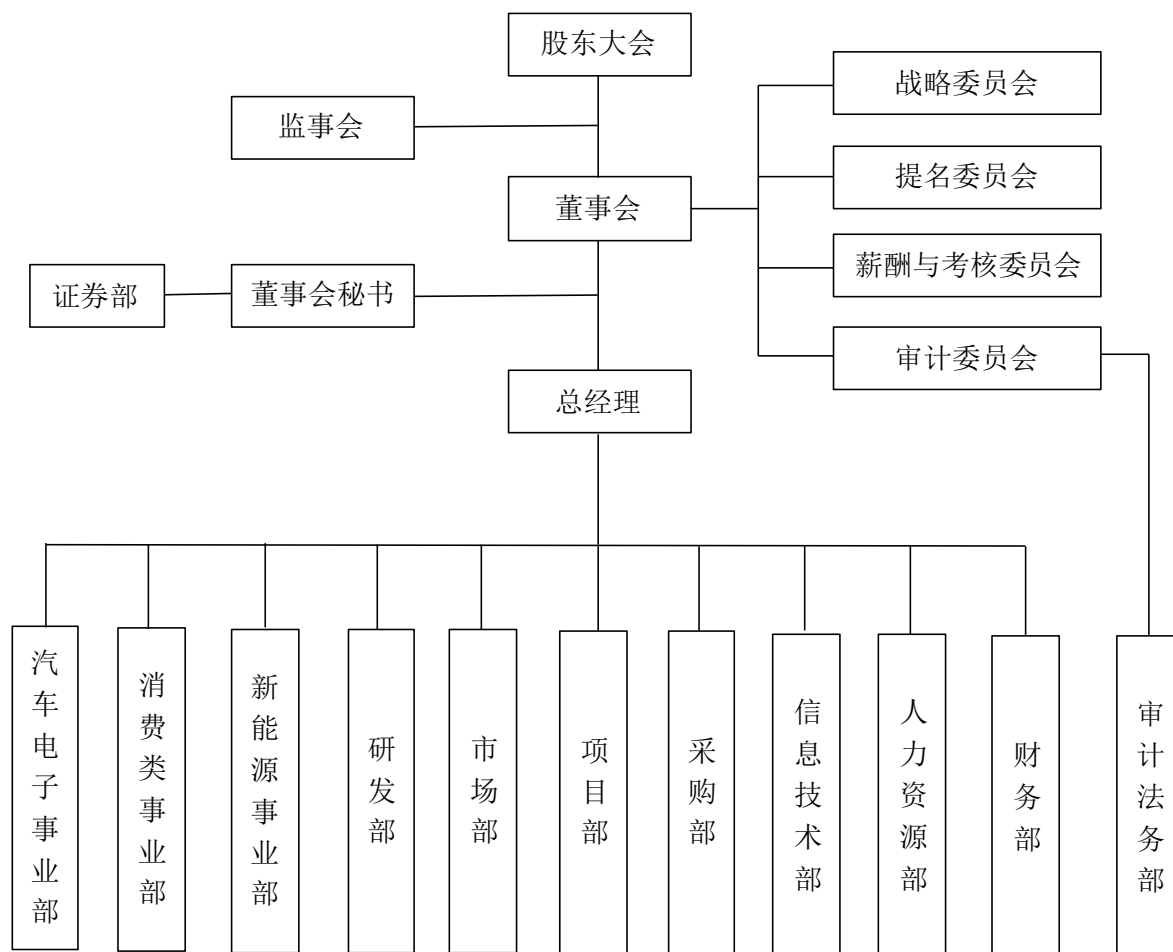 股东大会
战略委员会
监事会
提名委员会
董事会
薪酬与考核委员会
证券部
董事会秘书
审计委员会
总经理
汽车电子事业部
消费类事业部
新能源事业部
研发部
市场部
项目部
采购部
信息技术部
人力资源部
财务部
审计法务部